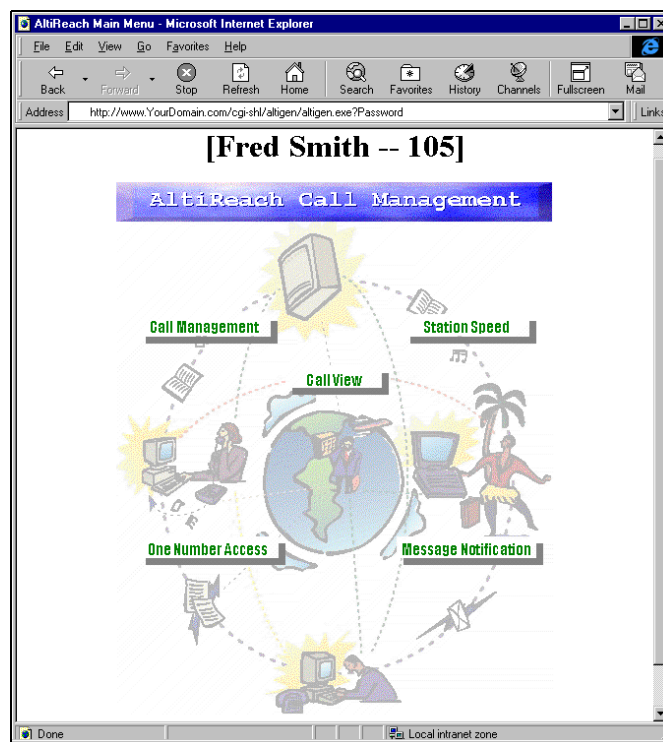 AltiReach Main Menu - Microsoft Internet Explorer
File Edit View Go Favorites Help
Back Forward Stop Refresh Home Search Favorites History Channels Fullscreen Mail
Address http://www.YourDomain.com/cgi-shl/altigen/altigen.exe?Password Links
[Fred Smith -- 105]
AltiReach Call Management
Call Management Station Speed
Call View
One Number Access Message Notification
Done Local intranet zone